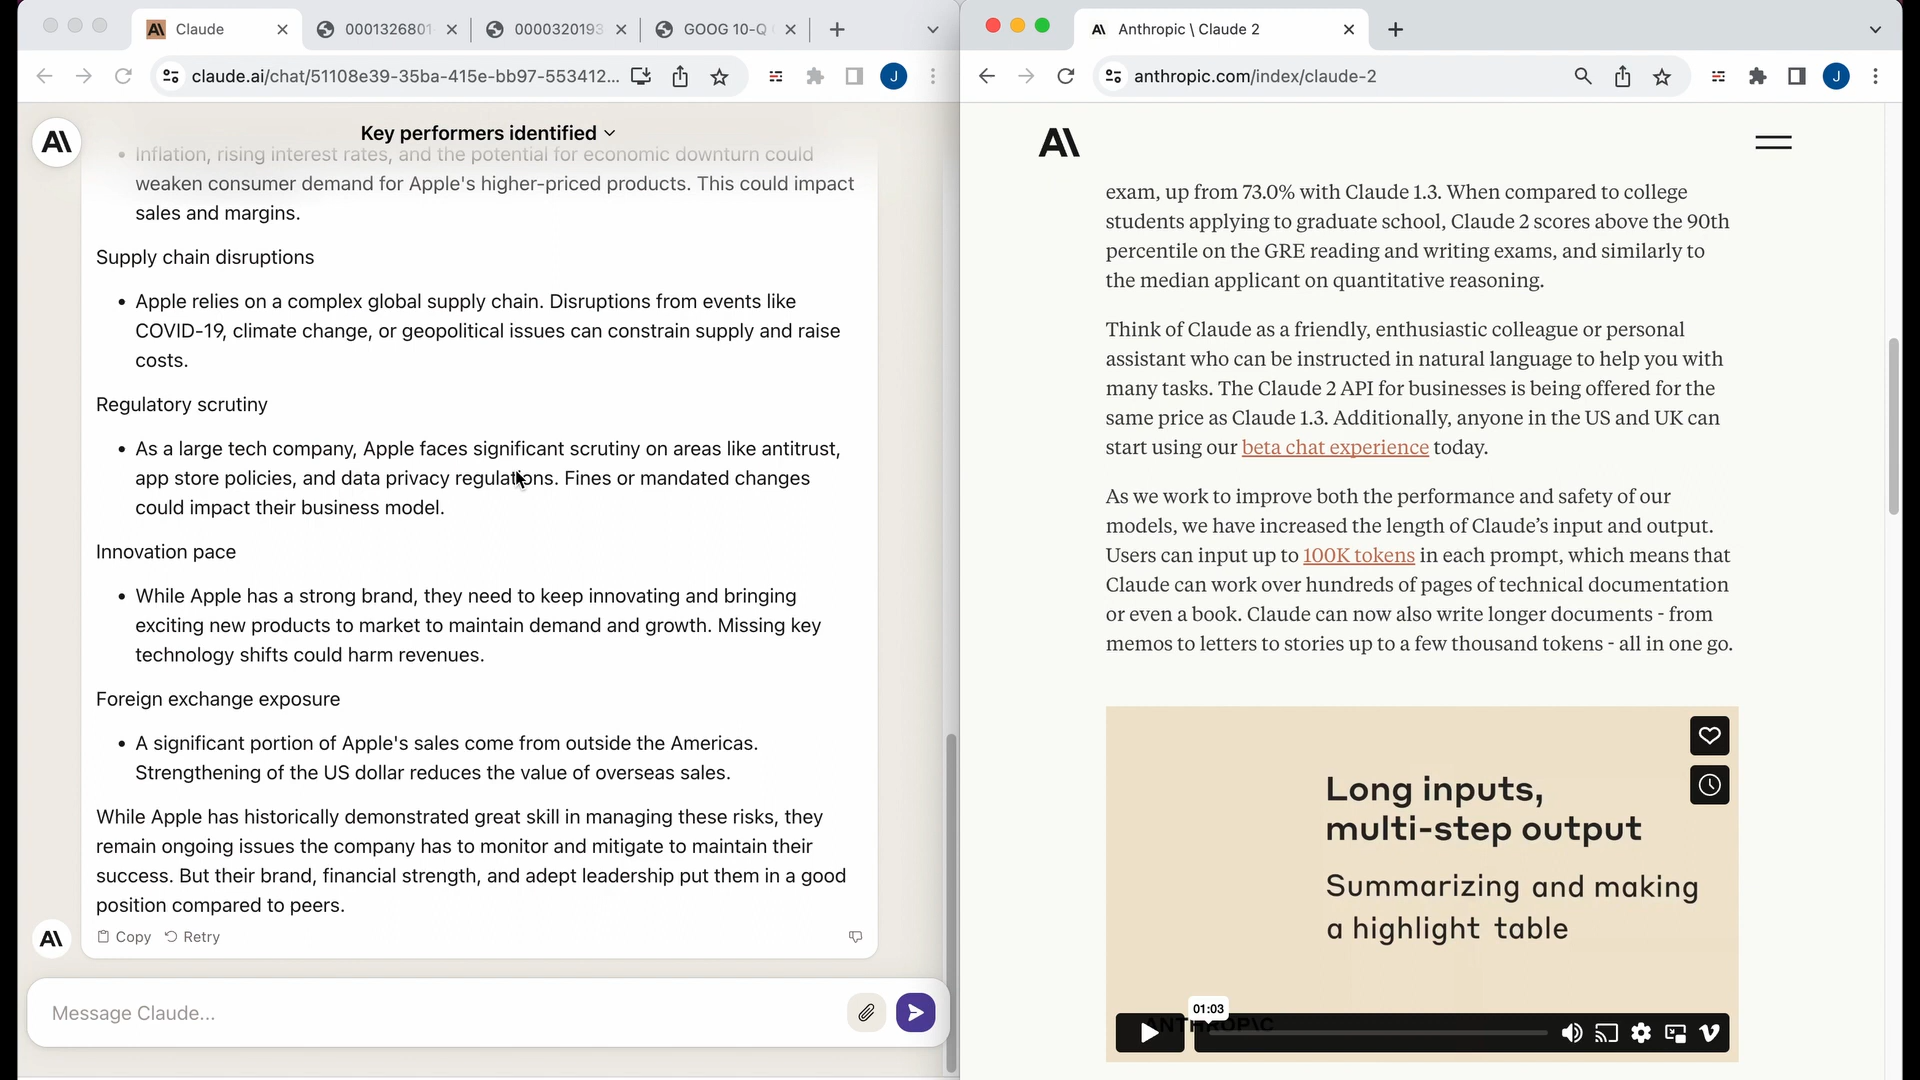 Claude
0001326801
0000320193
GOOG 10-Q
claude.ai/chat/51108e39-35ba-415e-bb97-553412...
J
Key performers identified
Inflation, rising interest rates, and the potential for economic downturn could
weaken consumer demand for Apple's higher-priced products. This could impact
sales and margins.
Supply chain disruptions
• Apple relies on a complex global supply chain. Disruptions from events like
COVID-19, climate change, or geopolitical issues can constrain supply and raise
costs.
Regulatory scrutiny
• As a large tech company, Apple faces significant scrutiny on areas like antitrust,
app store policies, and data privacy regulations. Fines or mandated changes
could impact their business model.
Innovation pace
• While Apple has a strong brand, they need to keep innovating and bringing
exciting new products to market to maintain demand and growth. Missing key
technology shifts could harm revenues.
Foreign exchange exposure
• A significant portion of Apple's sales come from outside the Americas.
Strengthening of the US dollar reduces the value of overseas sales.
While Apple has historically demonstrated great skill in managing these risks, they
remain ongoing issues the company has to monitor and mitigate to maintain their
success. But their brand, financial strength, and adept leadership put them in a good
position compared to peers.
Copy Retry
Message Claude...
Anthropic \ Claude 2
anthropic.com/index/claude-2
J
exam, up from 73.0% with Claude 1.3. When compared to college
students applying to graduate school, Claude 2 scores above the 90th
percentile on the GRE reading and writing exams, and similarly to
the median applicant on quantitative reasoning.
Think of Claude as a friendly, enthusiastic colleague or personal
assistant who can be instructed in natural language to help you with
many tasks. The Claude 2 API for businesses is being offered for the
same price as Claude 1.3. Additionally, anyone in the US and UK can
start using our beta chat experience today.
As we work to improve both the performance and safety of our
models, we have increased the length of Claude’s input and output.
Users can input up to 100K tokens in each prompt, which means that
Claude can work over hundreds of pages of technical documentation
or even a book. Claude can now also write longer documents - from
memos to letters to stories up to a few thousand tokens - all in one go.
Long inputs,
multi-step output
Summarizing and making
a highlight table
01:03
ANTHROP\C